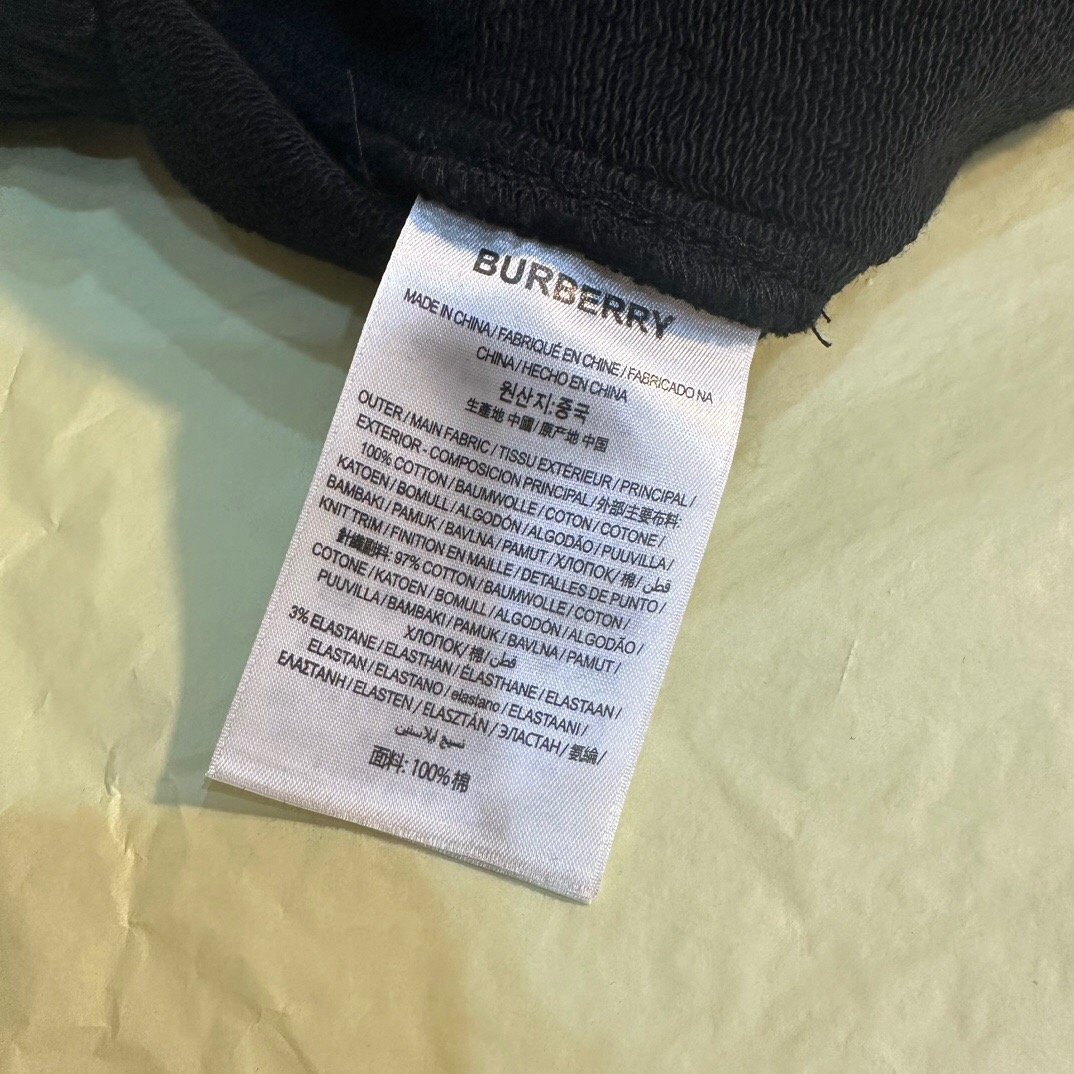 BURBERRY
MADE IN CHINA / FABRIQUÉ EN CHINE / FABRICADO NA
CHINA / HECHO EN CHINA
원산지:중국
生產地 中國 / 原产地 中国
OUTER / MAIN FABRIC / TISSU EXTÉRIEUR / PRINCIPAL /
EXTERIOR - COMPOSICION PRINCIPAL / 外部/主要布料
100% COTTON / BAUMWOLLE / COTON / COTONE /
KATOEN / BOMULL / ALGODÓN / ALGODÃO / PUUVILLA /
BAMBAKI / PAMUK / BAVLNA / PAMUT / ХЛОПОК / 棉 / قطن
KNIT TRIM / FINITION EN MAILLE / DETALLES DE PUNTO /
針織副料: 97% COTTON / BAUMWOLLE / COTON /
COTONE / KATOEN / BOMULL / ALGODÓN / ALGODÃO /
PUUVILLA / BAMBAKI / PAMUK / BAVLNA / PAMUT /
ХЛОПОК / 棉 / قطن
3% ELASTANE / ELASTHAN / ÉLASTHANE / ELASTAAN /
ELASTAN / ELASTANO / elastano / ELASTAANI /
ΕΛΑΣΤΑΝΗ / ELASTEN / ELASZTÁN / ЭЛАСТАН / 氨綸 /
نسيج إيلاستين
面料: 100% 棉